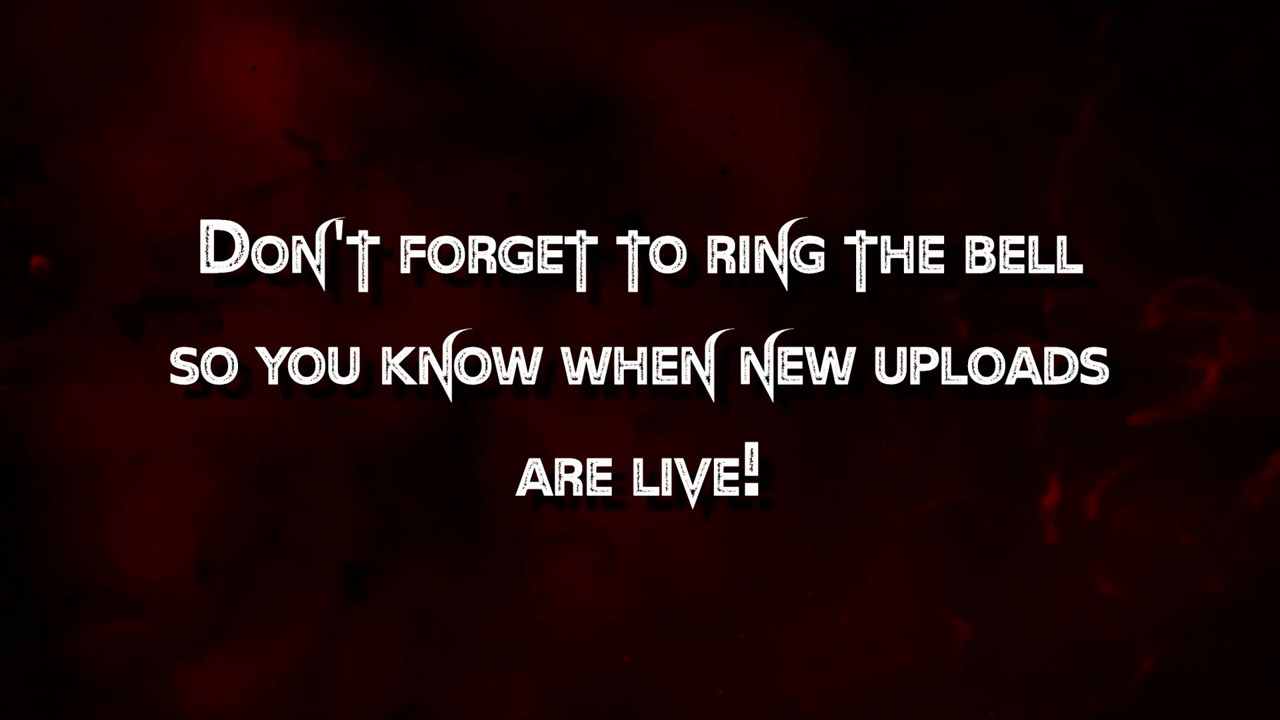 Don't forget to ring the bell
so you know when new uploads
are live!